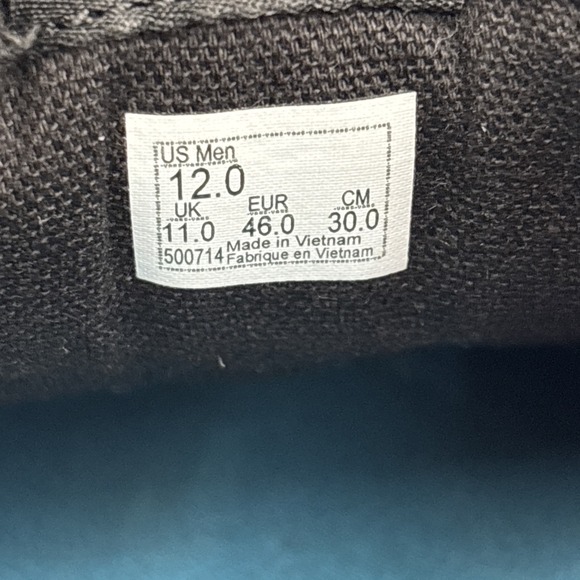 US Men
12.0
UK EUR CM
11.0 46.0 30.0
Made in Vietnam
500714 Fabrique en Vietnam